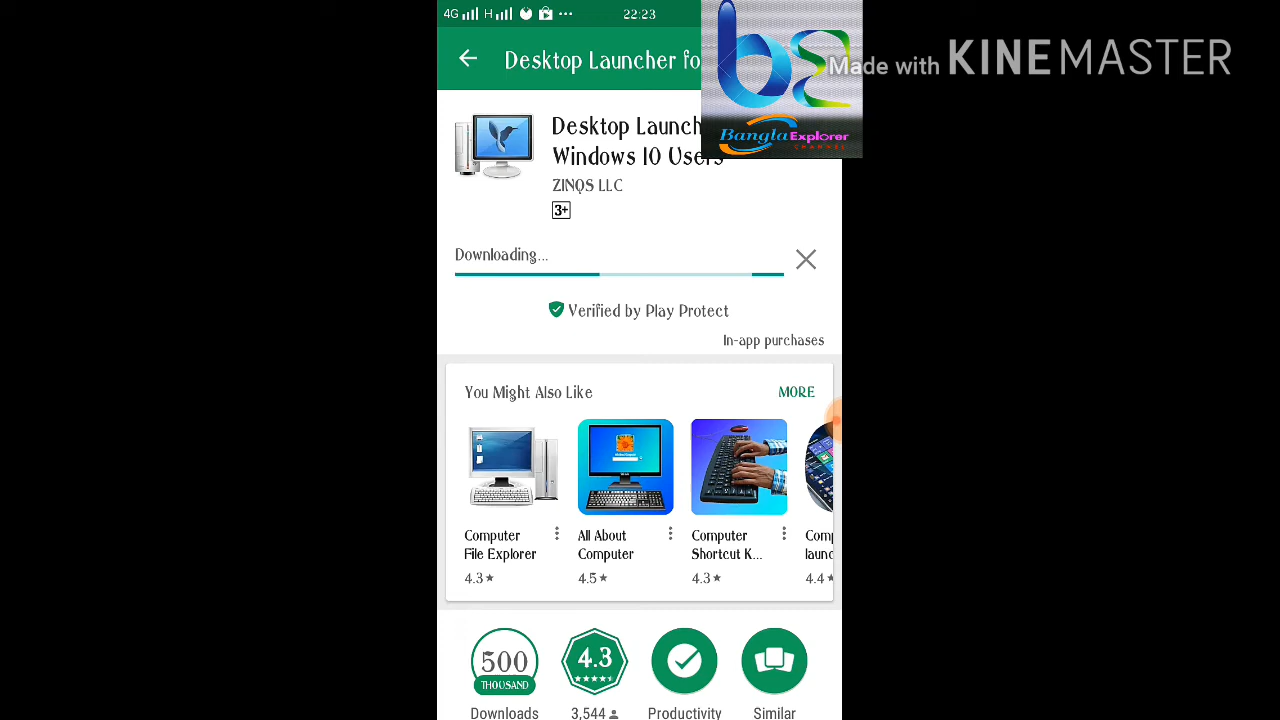 4G H 22:23
Desktop Launcher fo
Made with KINEMASTER
Bangla Explorer
CHANNEL
Desktop Launch
Windows 10 Users
ZINQS LLC
3+
Downloading...
Verified by Play Protect
In-app purchases
You Might Also Like MORE
Computer
File Explorer
4.3★
All About
Computer
4.5★
Computer
Shortcut K...
4.3★
Comp
launc
4.4★
500
THOUSAND
Downloads
4.3
3,544
Productivity
Similar